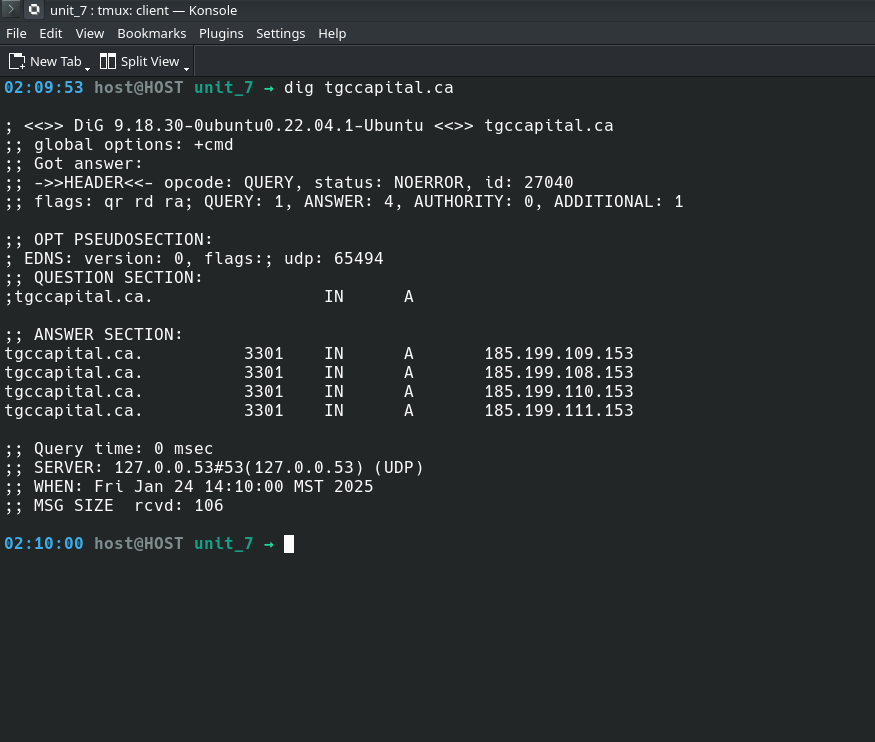 unit_7 : tmux: client — Konsole
File Edit View Bookmarks Plugins Settings Help
New Tab Split View
02:09:53 host@HOST unit_7 → dig tgccapital.ca
; <<>> DiG 9.18.30-0ubuntu0.22.04.1-Ubuntu <<>> tgccapital.ca
;; global options: +cmd
;; Got answer:
;; ->>HEADER<<- opcode: QUERY, status: NOERROR, id: 27040
;; flags: qr rd ra; QUERY: 1, ANSWER: 4, AUTHORITY: 0, ADDITIONAL: 1
;; OPT PSEUDOSECTION:
; EDNS: version: 0, flags:; udp: 65494
;; QUESTION SECTION:
;tgccapital.ca. IN A
;; ANSWER SECTION:
tgccapital.ca. 3301 IN A 185.199.109.153
tgccapital.ca. 3301 IN A 185.199.108.153
tgccapital.ca. 3301 IN A 185.199.110.153
tgccapital.ca. 3301 IN A 185.199.111.153
;; Query time: 0 msec
;; SERVER: 127.0.0.53#53(127.0.0.53) (UDP)
;; WHEN: Fri Jan 24 14:10:00 MST 2025
;; MSG SIZE  rcvd: 106
02:10:00 host@HOST unit_7 →